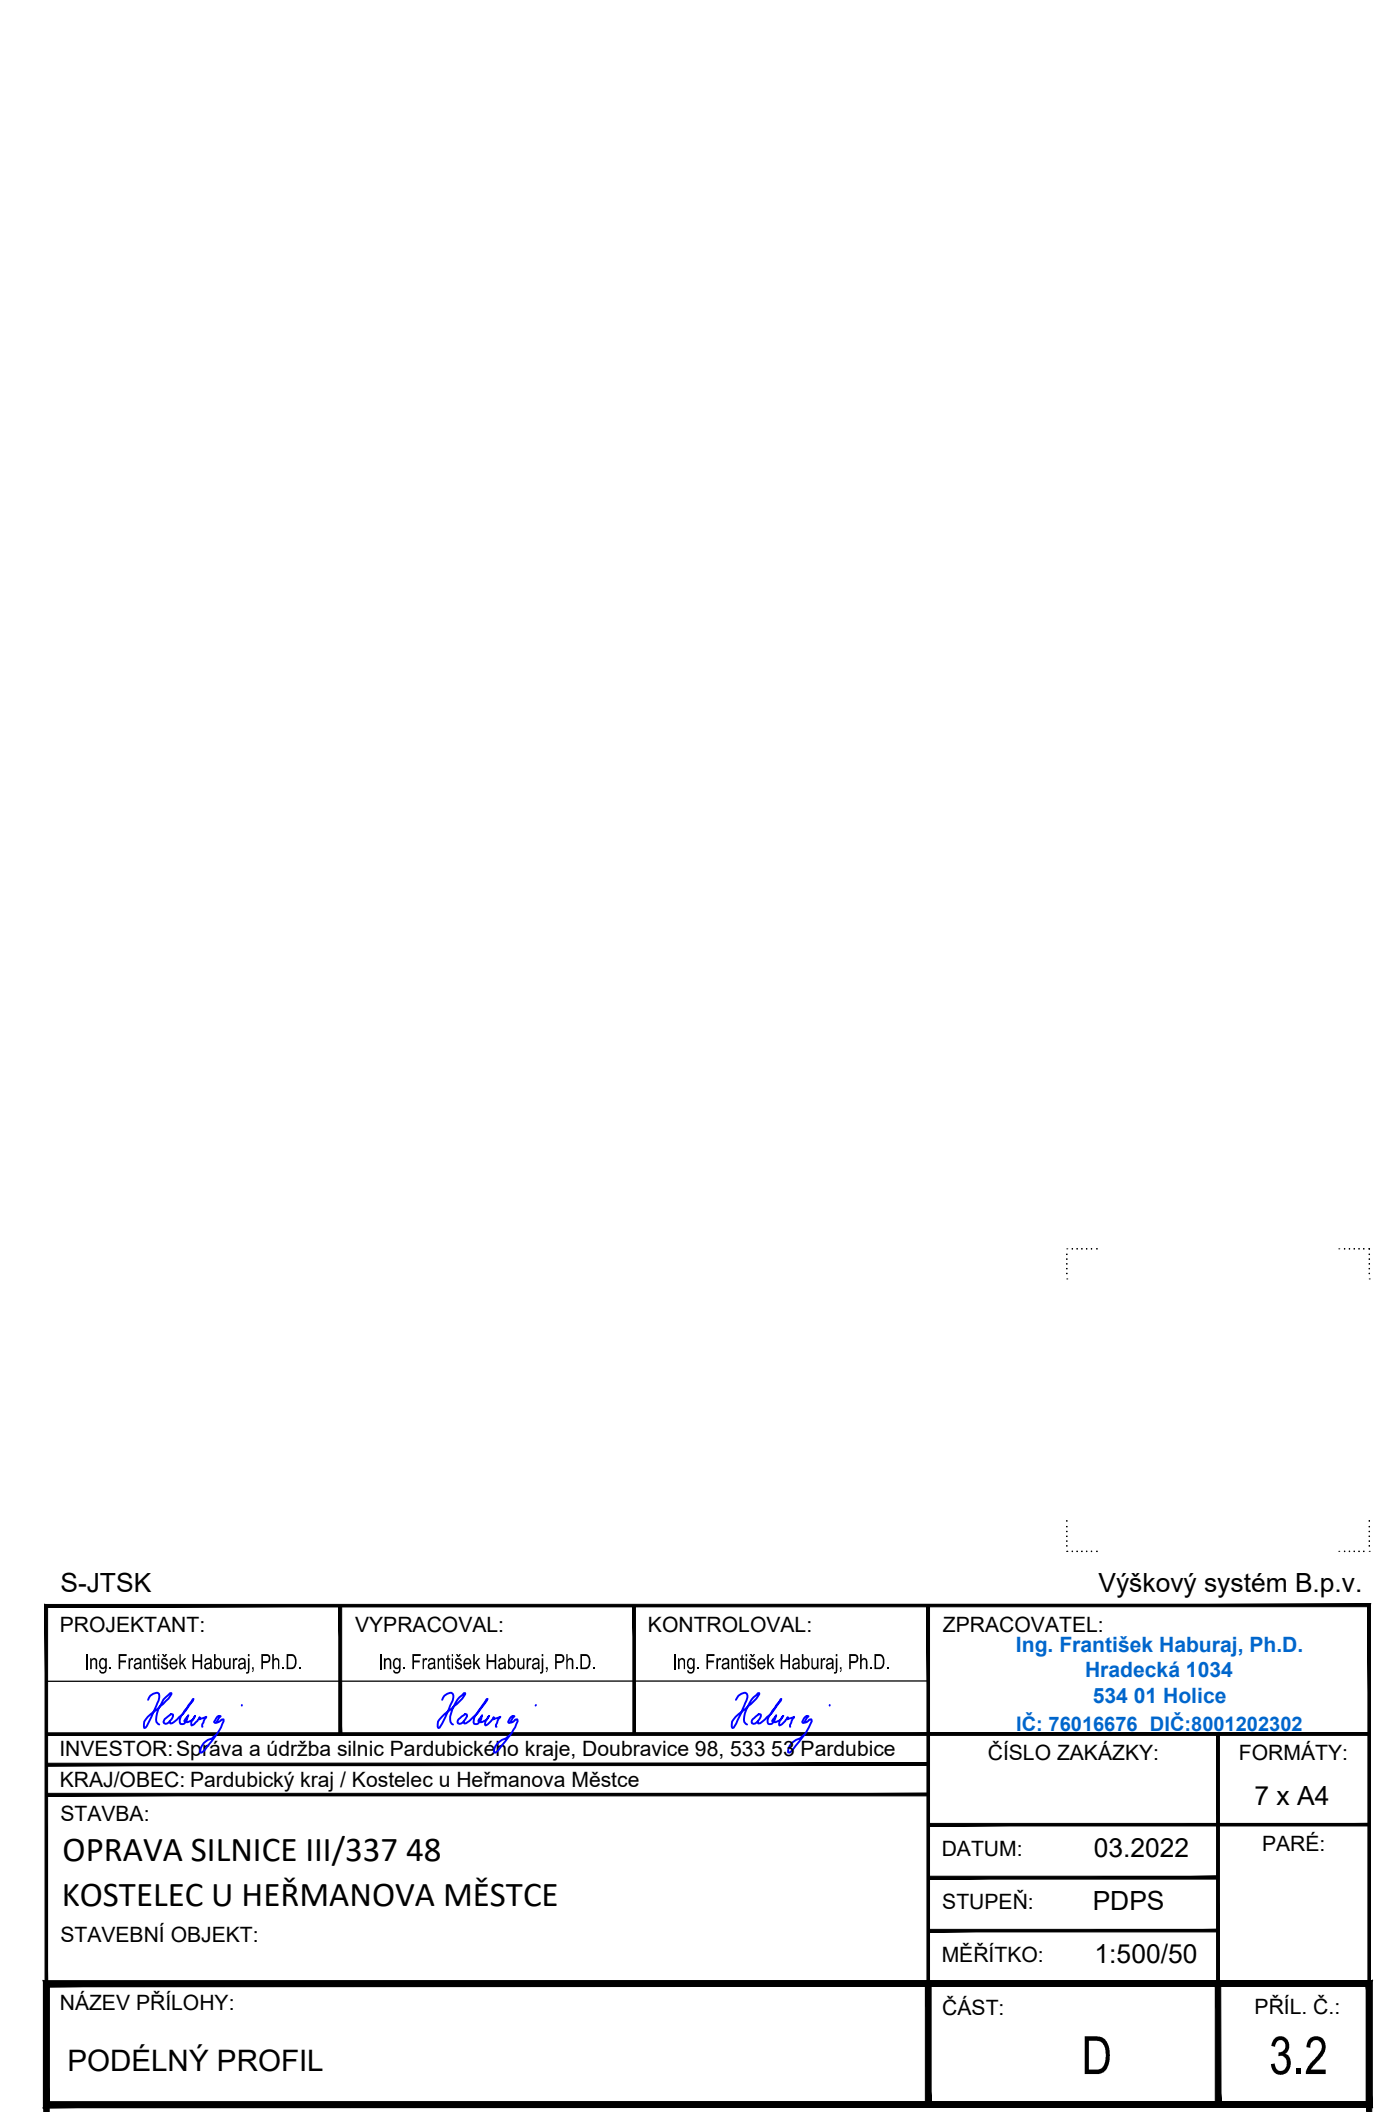 S-JTSK
Výškový systém B.p.v.
PROJEKTANT:
Ing. František Haburaj, Ph.D.
Haburaj
VYPRACOVAL:
Ing. František Haburaj, Ph.D.
Haburaj
KONTROLOVAL:
Ing. František Haburaj, Ph.D.
Haburaj
ZPRACOVATEL:
Ing. František Haburaj, Ph.D.
Hradecká 1034
534 01 Holice
IČ: 76016676 DIČ:8001202302
INVESTOR: Správa a údržba silnic Pardubického kraje, Doubravice 98, 533 53 Pardubice
KRAJ/OBEC: Pardubický kraj / Kostelec u Heřmanova Městce
STAVBA:
OPRAVA SILNICE III/337 48
KOSTELEC U HEŘMANOVA MĚSTCE
STAVEBNÍ OBJEKT:
ČÍSLO ZAKÁZKY:
FORMÁTY:
7 x A4
DATUM: 03.2022
PARÉ:
STUPEŇ: PDPS
MĚŘÍTKO: 1:500/50
NÁZEV PŘÍLOHY:
PODÉLNÝ PROFIL
ČÁST:
D
PŘÍL. Č.:
3.2